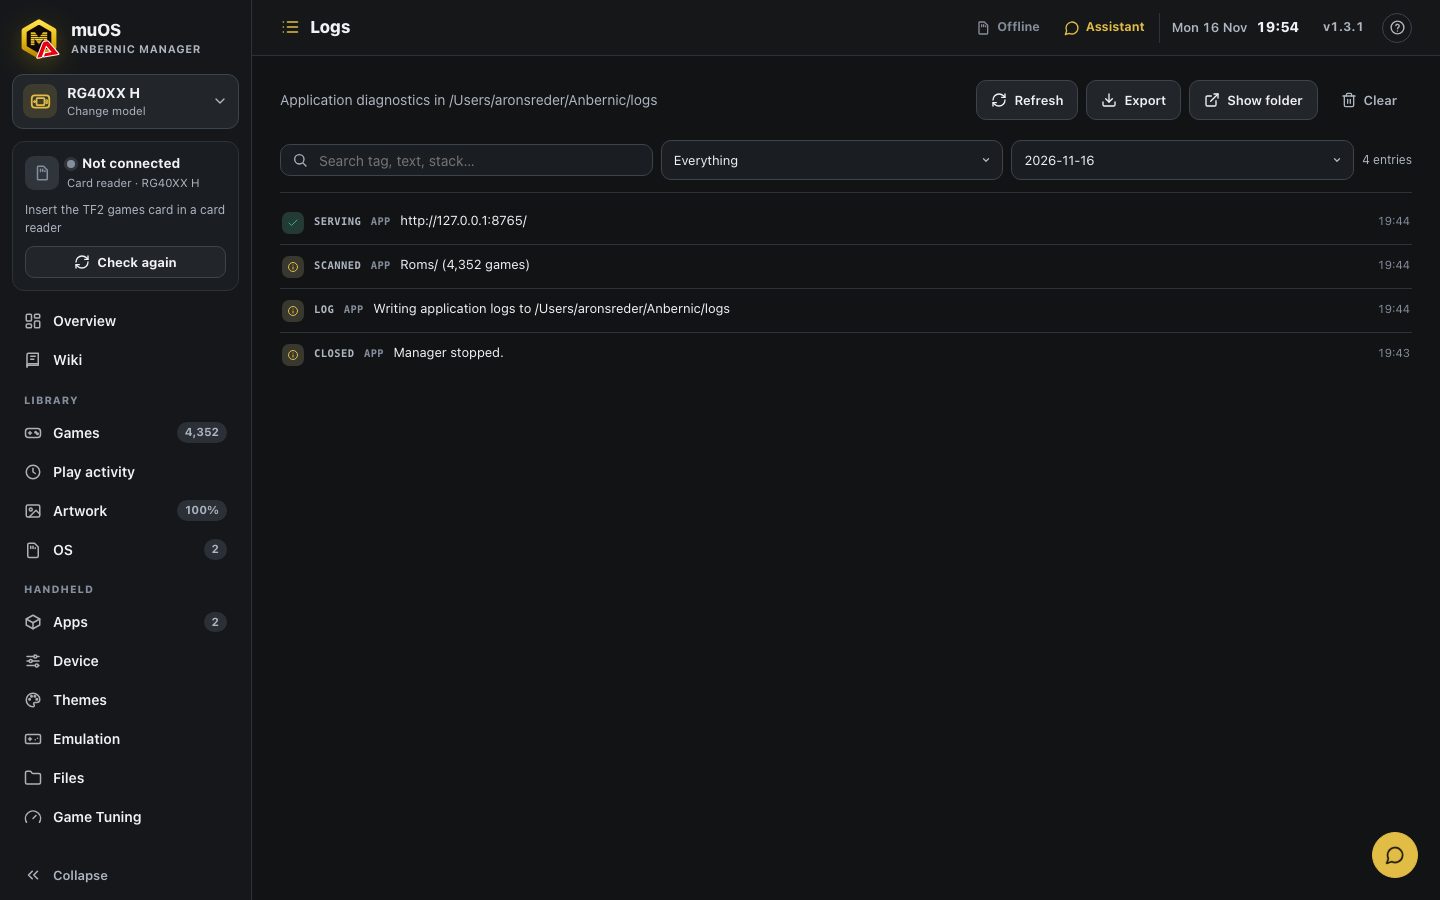 muOS
ANBERNIC MANAGER
RG40XX H
Change model
Not connected
Card reader · RG40XX H
Insert the TF2 games card in a card
reader
Check again
Overview
Wiki
LIBRARY
Games 4,352
Play activity
Artwork 100%
OS 2
HANDHELD
Apps 2
Device
Themes
Emulation
Files
Game Tuning
Collapse
Logs
Offline Assistant Mon 16 Nov 19:54 v1.3.1
Application diagnostics in /Users/aronsreder/Anbernic/logs
Refresh Export Show folder Clear
Search tag, text, stack... Everything 2026-11-16 4 entries
SERVING APP http://127.0.0.1:8765/ 19:44
SCANNED APP Roms/ (4,352 games) 19:44
LOG APP Writing application logs to /Users/aronsreder/Anbernic/logs 19:44
CLOSED APP Manager stopped. 19:43